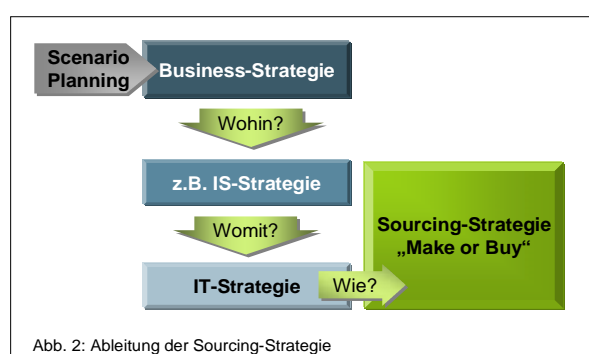 Scenario
Planning
Business-Strategie
Wohin?
z.B. IS-Strategie
Womit?
Sourcing-Strategie
„Make or Buy“
IT-Strategie
Wie?
Abb. 2: Ableitung der Sourcing-Strategie